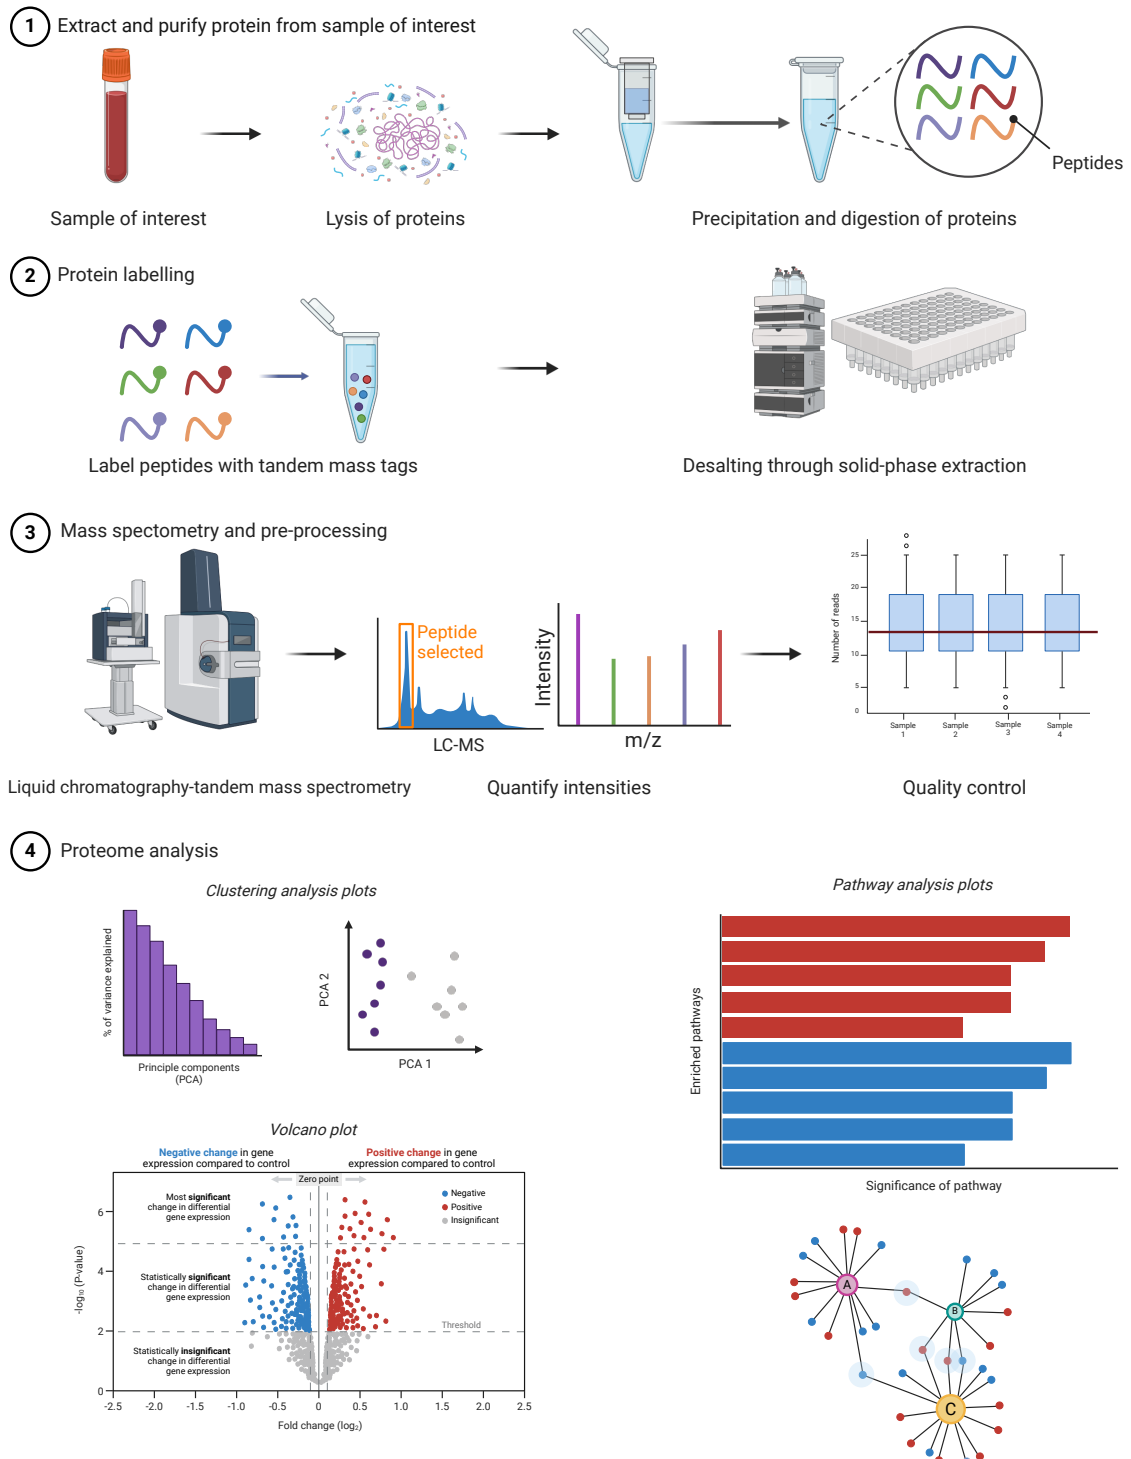 1 Extract and purify protein from sample of interest
Peptides
Sample of interest
Lysis of proteins
Precipitation and digestion of proteins
2 Protein labelling
Label peptides with tandem mass tags
Desalting through solid-phase extraction
3 Mass spectometry and pre-processing
Peptide
selected
LC-MS
Intensity
m/z
Number of reads
25
20
15
10
5
0
Sample
1
Sample
2
Sample
3
Sample
4
Liquid chromatography-tandem mass spectrometry
Quantify intensities
Quality control
4 Proteome analysis
Clustering analysis plots
% of variance explained
Principle components
(PCA)
PCA 2
PCA 1
Pathway analysis plots
Enriched pathways
Significance of pathway
Volcano plot
Negative change in gene
expression compared to control
Positive change in gene
expression compared to control
Zero point
Most significant
change in differential
gene expression
Negative
Positive
Insignificant
Statistically significant
change in differential
gene expression
Threshold
Statistically insignificant
change in differential
gene expression
-log10 (P-value)
6
4
2
0
-2.5 -2.0 -1.5 -1.0 -0.5 0 0.5 1.0 1.5 2.0 2.5
Fold change (log2)
A
B
C